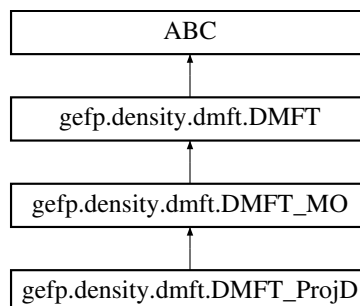 ABC
gefp.density.dmft.DMFT
gefp.density.dmft.DMFT_MO
gefp.density.dmft.DMFT_ProjD